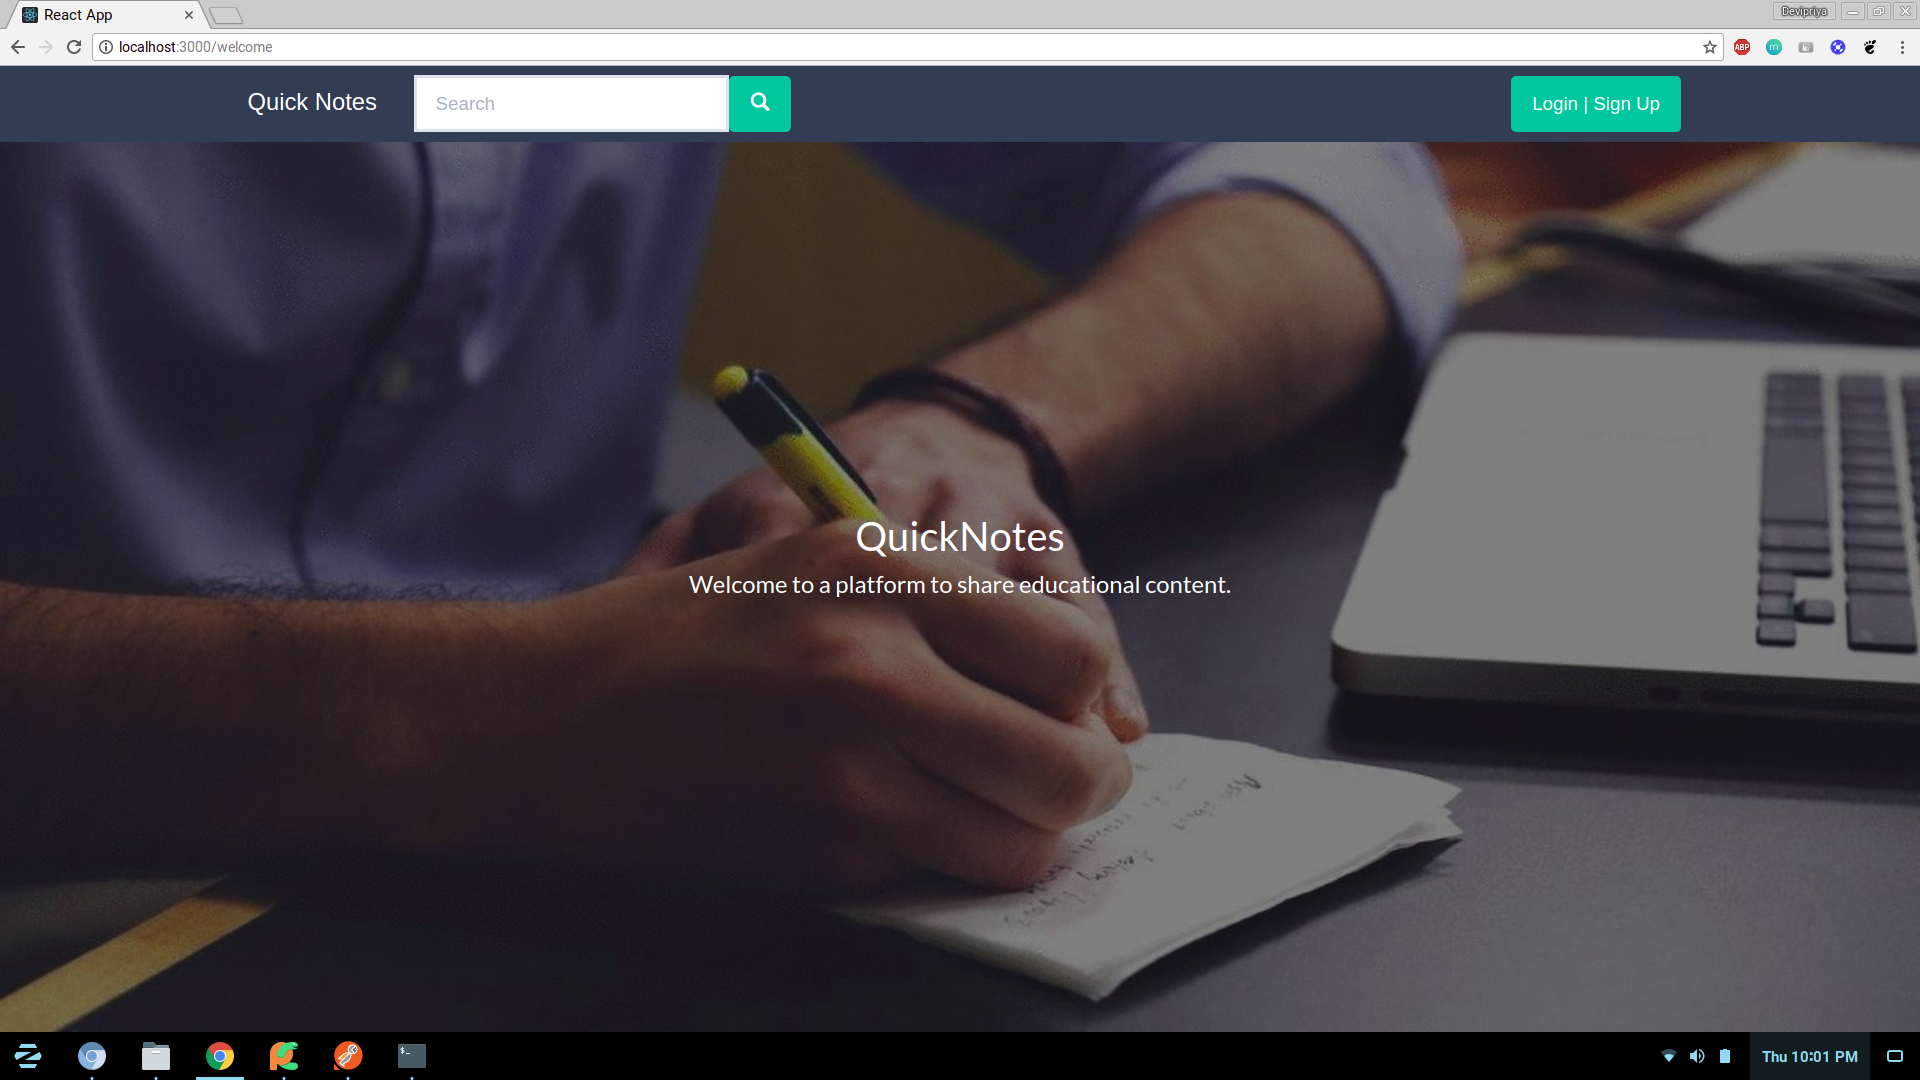 React App
Devipriya
localhost:3000/welcome
ABP
m
Quick Notes
Search
Login | Sign Up
QuickNotes
Welcome to a platform to share educational content.
$-
Thu 10:01 PM